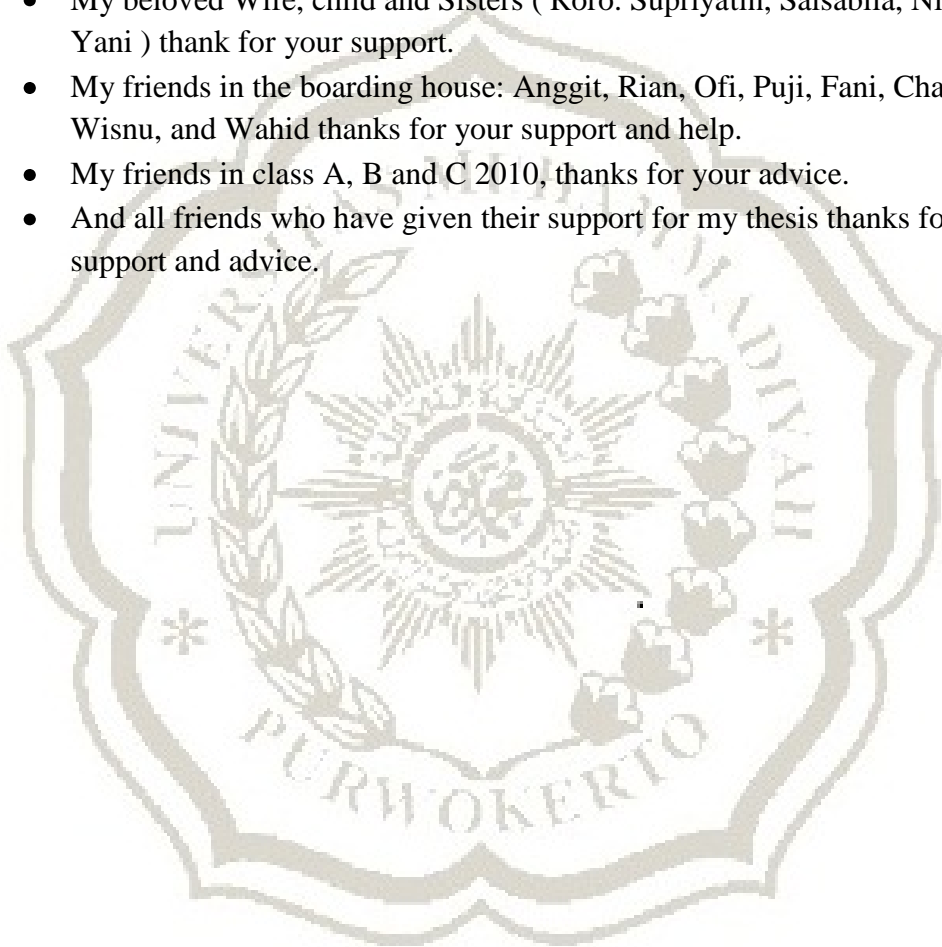 • My beloved Wife, child and Sisters ( Salsabila,
Yani ) thank for your support.
• My friends in the boarding house: Anggit, Rian, Ofi, Puji, Fani, Cha
Wisnu, and Wahid thanks for your support and help.
• My friends in class A, B and C 2010, thanks for your advice.
• And all friends who have given their support for my thesis thanks fo
support and advice.
UNIVERSITAS MUHAMMADIYAH
PURWOKERTO